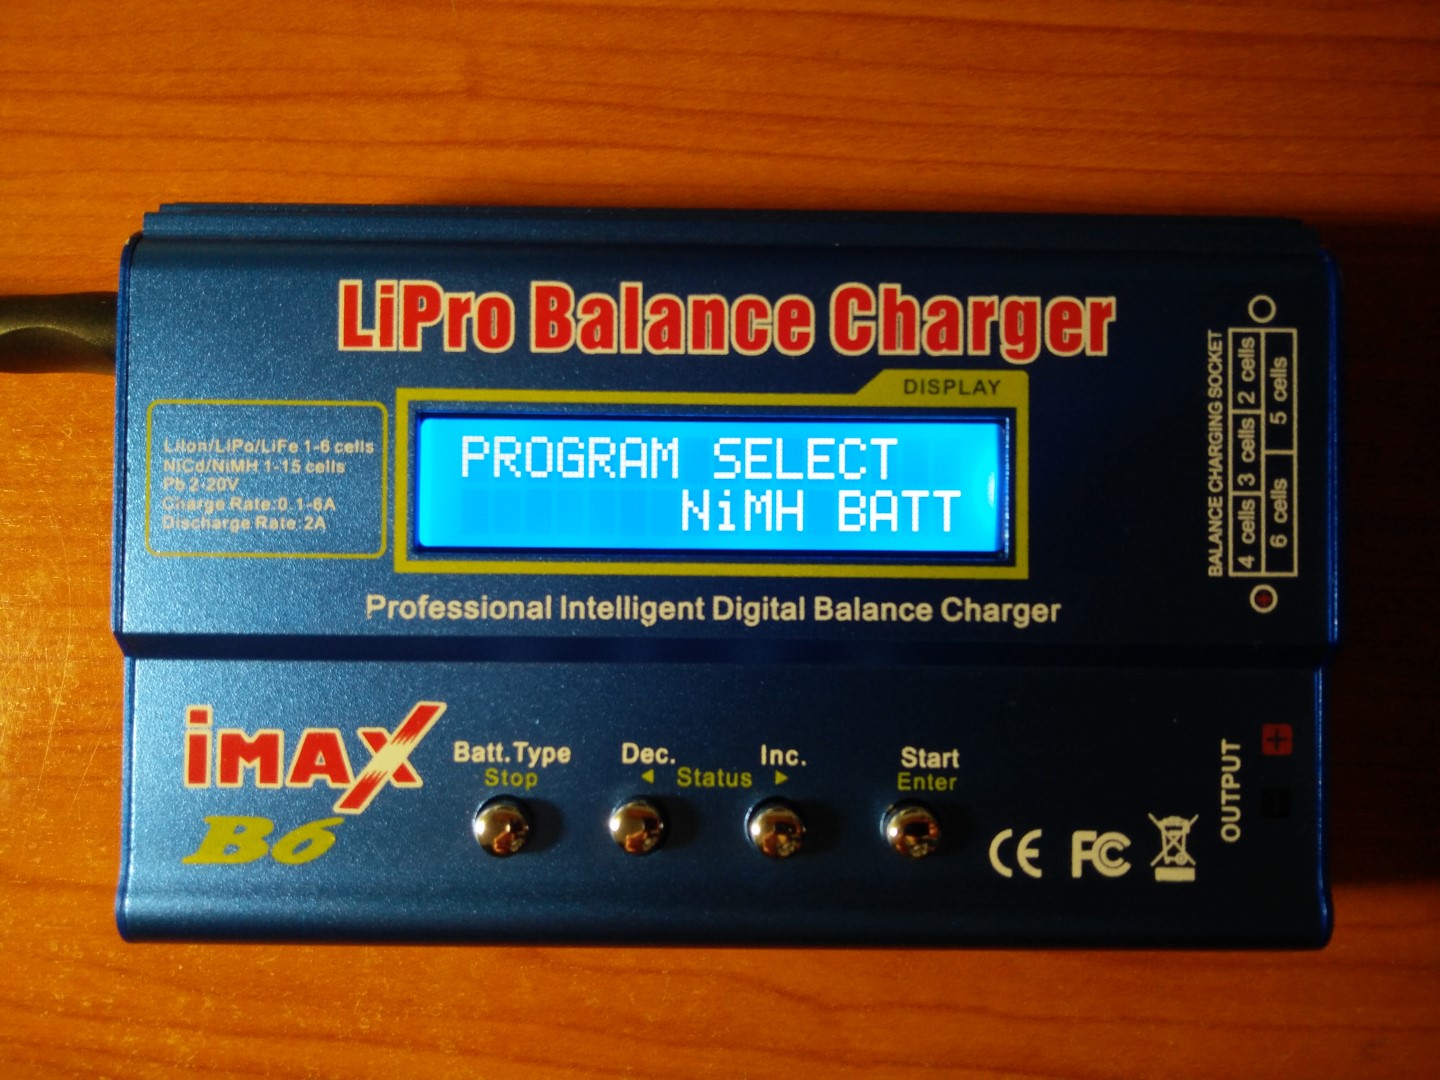 LiPro Balance Charger
DISPLAY
PROGRAM SELECT
NiMH BATT
LiIon/LiPo/LiFe 1-6 cells
NiCd/NiMH 1-15 cells
Pb 2-20V
Charge Rate:0.1-6A
Discharge Rate:2A
Professional Intelligent Digital Balance Charger
BALANCE CHARGING SOCKET
4 cells 3 cells 2 cells
6 cells 5 cells
iMAX
B6
Batt.Type
Stop
Dec. Inc.
◄ Status ►
Start
Enter
CE FC
OUTPUT
+
-